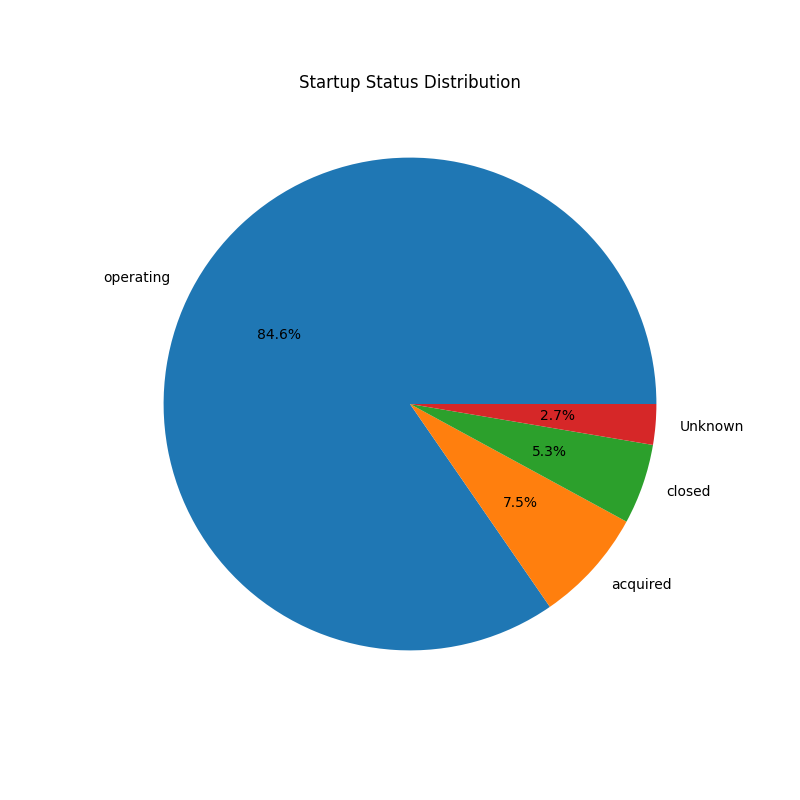 Startup Status Distribution
operating
84.6%
2.7%
Unknown
5.3%
closed
7.5%
acquired